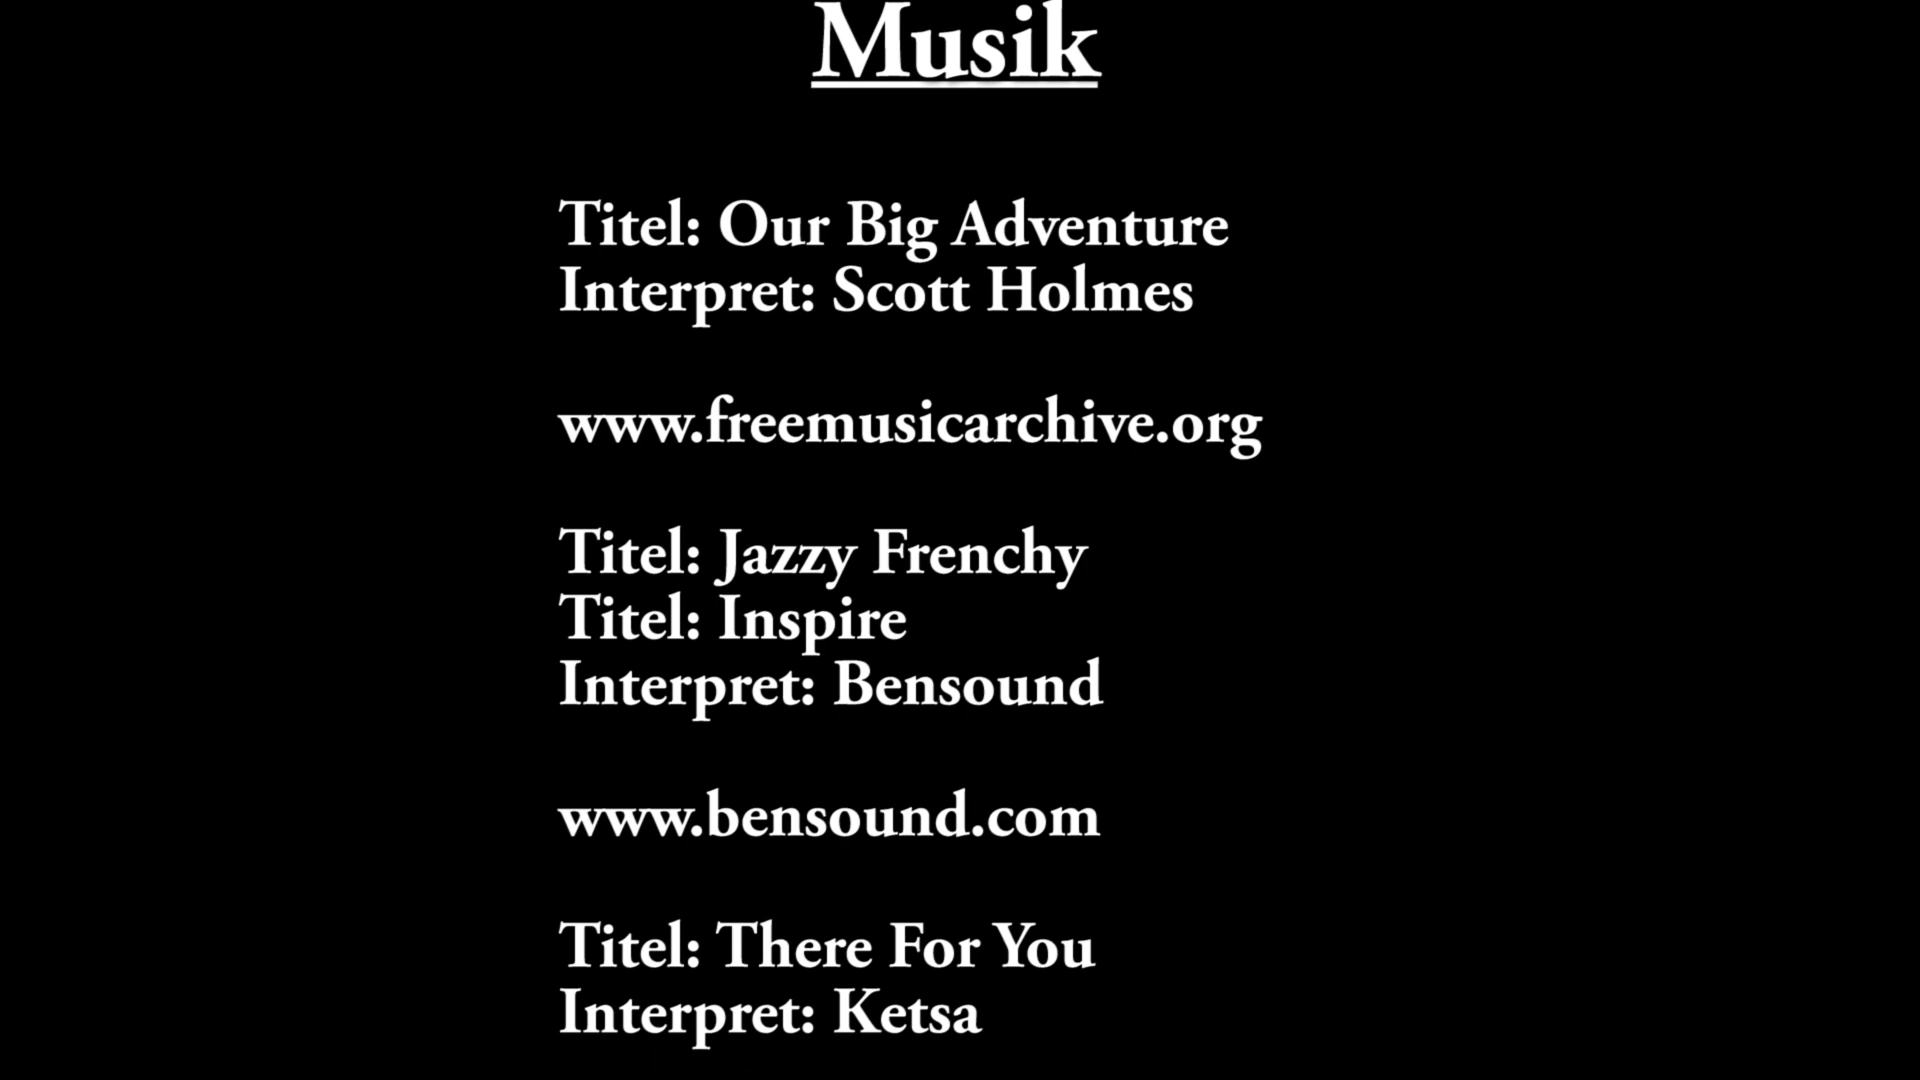 Musik
Titel: Our Big Adventure
Interpret: Scott Holmes
www.freemusicarchive.org
Titel: Jazzy Frenchy
Titel: Inspire
Interpret: Bensound
www.bensound.com
Titel: There For You
Interpret: Ketsa